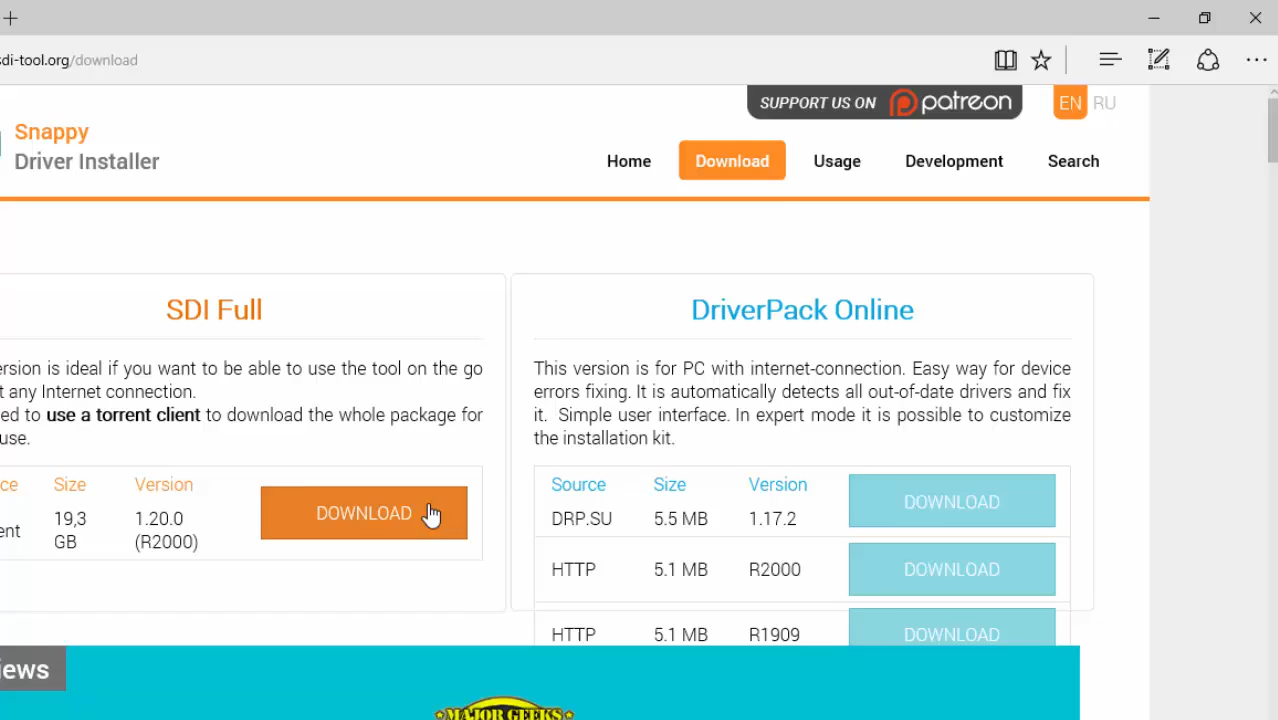 sdi-tool.org/download
SUPPORT US ON patreon
EN RU
Snappy
Driver Installer
Home Download Usage Development Search
SDI Full
ersion is ideal if you want to be able to use the tool on the go
t any Internet connection.
ed to use a torrent client to download the whole package for
use.
ce Size Version
ent 19,3 GB 1.20.0 (R2000) DOWNLOAD
DriverPack Online
This version is for PC with internet-connection. Easy way for device
errors fixing. It is automatically detects all out-of-date drivers and fix
it. Simple user interface. In expert mode it is possible to customize
the installation kit.
Source Size Version
DRP.SU 5.5 MB 1.17.2 DOWNLOAD
HTTP 5.1 MB R2000 DOWNLOAD
HTTP 5.1 MB R1909 DOWNLOAD
iews
MAJOR GEEKS